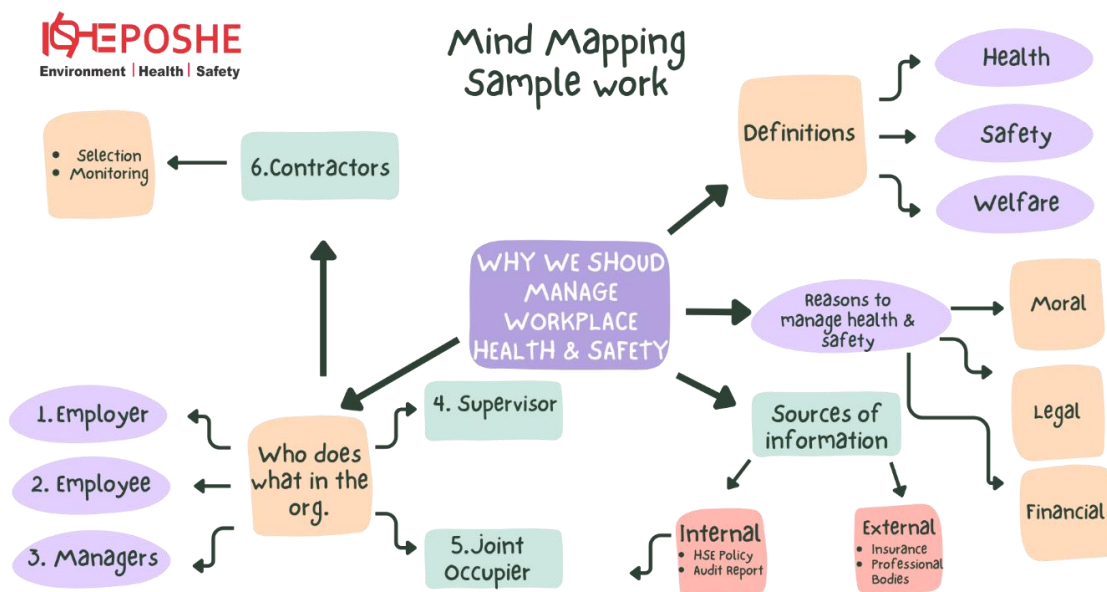 EPOSHE
Environment | Health | Safety
Mind Mapping
Sample work
Definitions
Health
Safety
Welfare
6.Contractors
• Selection
• Monitoring
WHY WE SHOUD
MANAGE
WORKPLACE
HEALTH & SAFETY
Reasons to
manage health &
safety
Moral
Legal
Financial
Sources of
information
Internal
• HSE Policy
• Audit Report
External
• Insurance
• Professional
Bodies
Who does
what in the
org.
1.Employer
2. Employee
3. Managers
4. Supervisor
5.Joint
Occupier